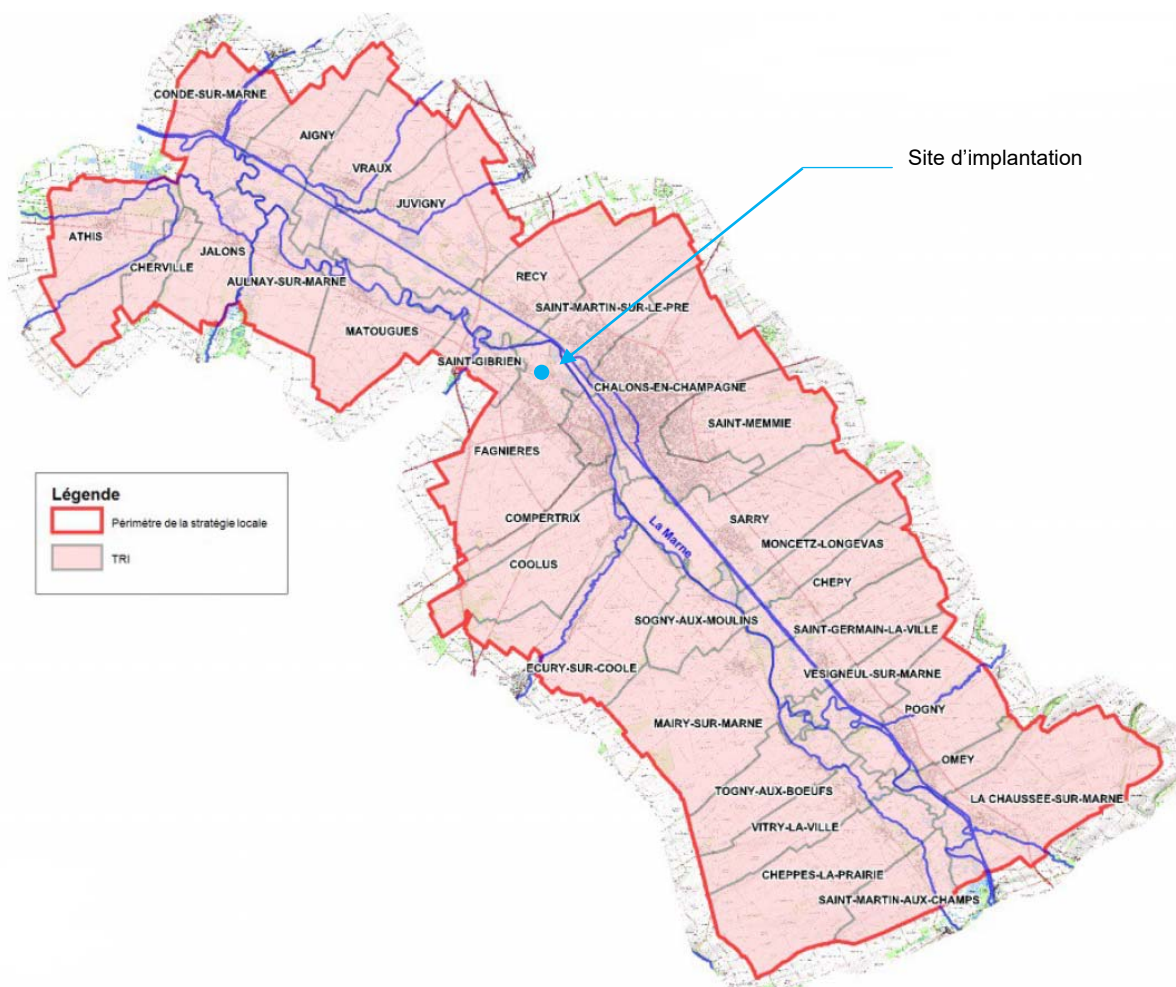 CONDE-SUR-MARNE
AIGNY
VRAUX
JUVIGNY
Site d'implantation
ATHIS
CHERVILLE
JALONS
AULNAY-SUR-MARNE
RECY
SAINT-MARTIN-SUR-LE-PRE
MATOUGUES
SAINT-GIBRIEN
CHALONS-EN-CHAMPAGNE
SAINT-MEMMIE
FAGNIERES
Légende
Périmètre de la stratégie locale
TRI
COMPERTRIX
La Marne
SARRY
MONCETZ-LONGEVAS
COOLUS
CHEPY
SOGNY-AUX-MOULINS
SAINT-GERMAIN-LA-VILLE
ECURY-SUR-COOLE
VESIGNEUL-SUR-MARNE
POGNY
MAIRY-SUR-MARNE
OMEY
TOGNY-AUX-BOEUFS
LA CHAUSSEE-SUR-MARNE
VITRY-LA-VILLE
CHEPPES-LA-PRAIRIE
SAINT-MARTIN-AUX-CHAMPS